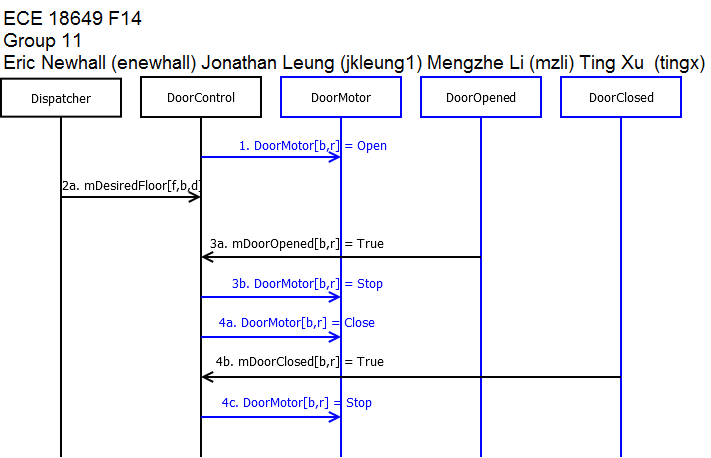 ECE 18649 F14
Group 11
Eric Newhall (enewhall) Jonathan Leung (jkleung1) Mengzhe Li (mzli) Ting Xu (tingx)
Dispatcher DoorControl DoorMotor DoorOpened DoorClosed
1. DoorMotor[b,r] = Open
2a. mDesiredFloor[f,b,d]
3a. mDoorOpened[b,r] = True
3b. DoorMotor[b,r] = Stop
4a. DoorMotor[b,r] = Close
4b. mDoorClosed[b,r] = True
4c. DoorMotor[b,r] = Stop